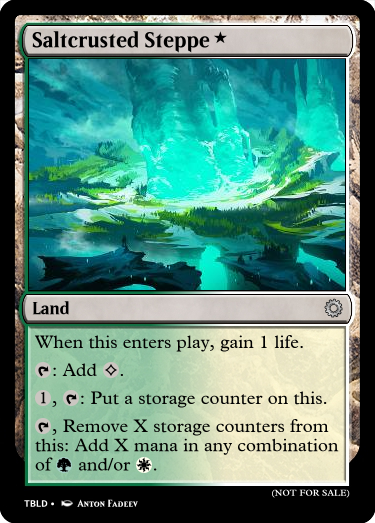 Saltcrusted Steppe★
Land
When this enters play, gain 1 life.
: Add .
1, : Put a storage counter on this.
, Remove X storage counters from
this: Add X mana in any combination
of and/or .
TBLD • Anton Fadeev
(NOT FOR SALE)